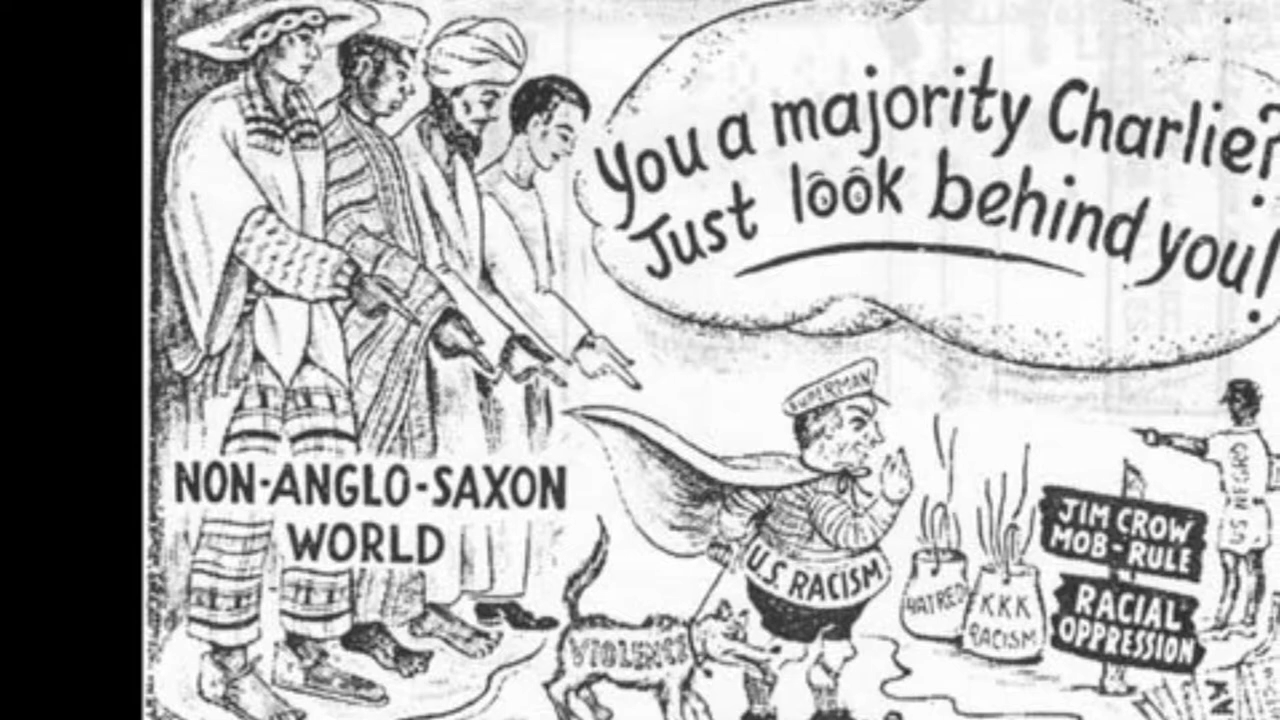 You a majority Charlie?
Just look behind you!
NON-ANGLO-SAXON
WORLD
U.S. RACISM
VIOLENCE
HATRED
KKK
RACISM
JIM CROW
MOB-RULE
RACIAL
OPPRESSION
U.S. NEGRO